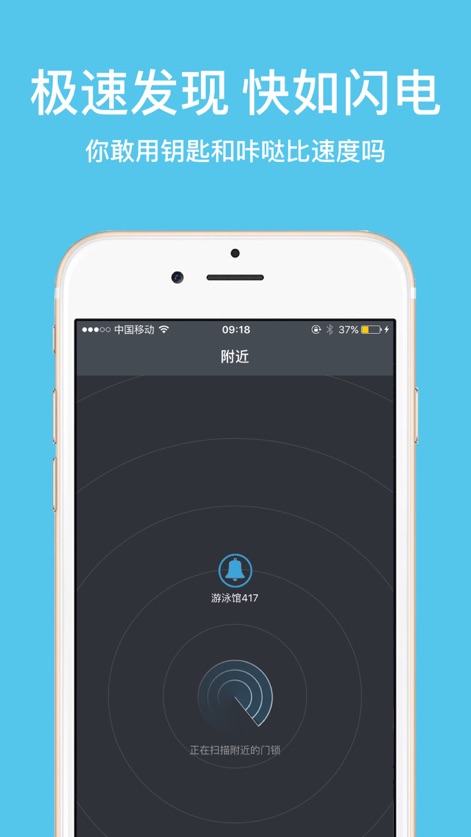 极速发现 快如闪电
你敢用钥匙和咔哒比速度吗
中国移动 09:18 37%
附近
游泳馆417
正在扫描附近的门锁